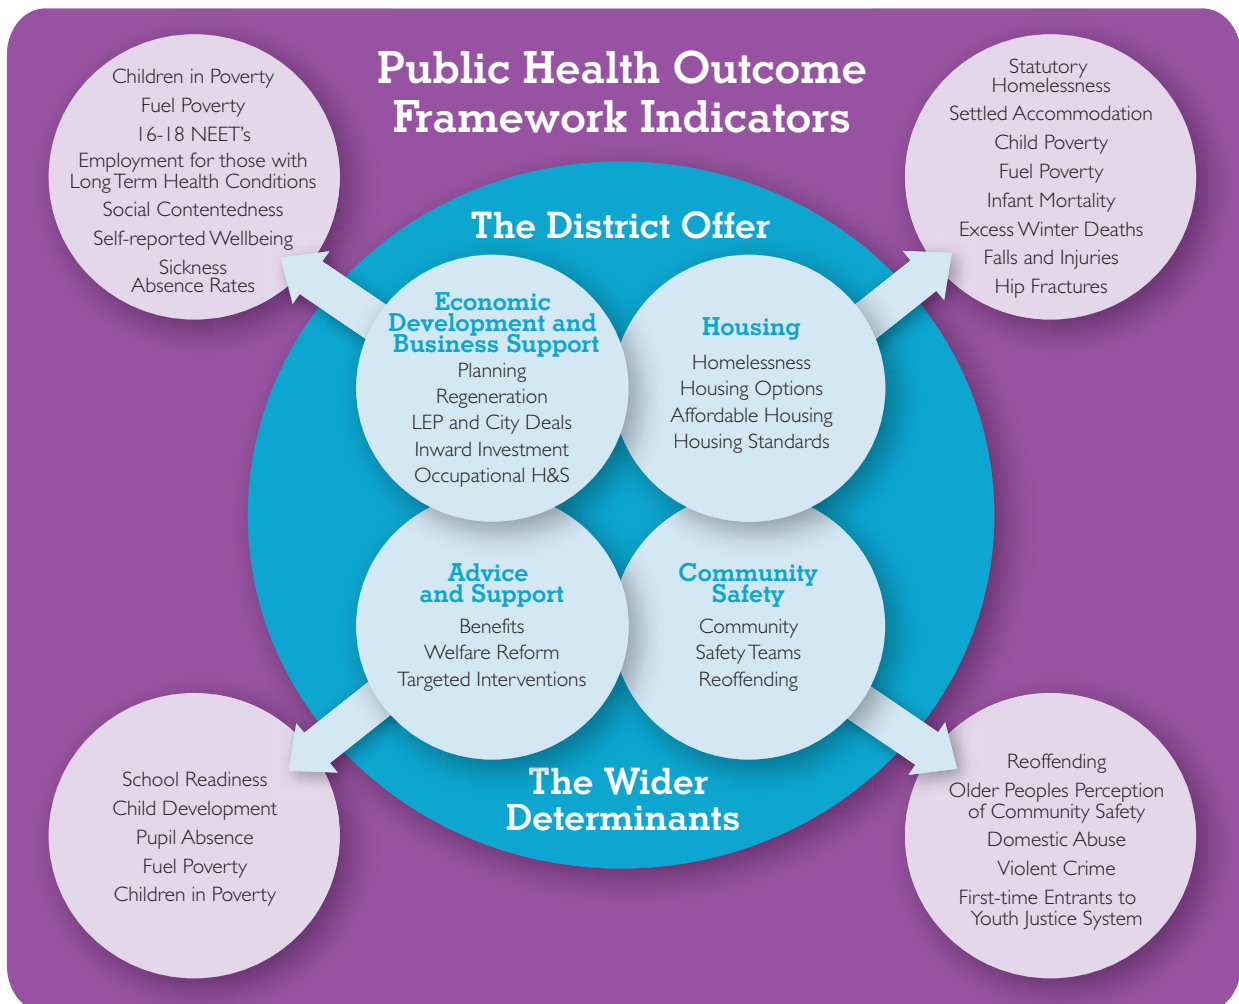 Public Health Outcome
Framework Indicators
Children in Poverty
Fuel Poverty
16-18 NEET's
Employment for those with
Long Term Health Conditions
Social Contentedness
Self-reported Wellbeing
Sickness
Absence Rates
Statutory
Homelessness
Settled Accommodation
Child Poverty
Fuel Poverty
Infant Mortality
Excess Winter Deaths
Falls and Injuries
Hip Fractures
The District Offer
Economic
Development and
Business Support
Planning
Regeneration
LEP and City Deals
Inward Investment
Occupational H&S
Housing
Homelessness
Housing Options
Affordable Housing
Housing Standards
Advice
and Support
Benefits
Welfare Reform
Targeted Interventions
Community
Safety
Community
Safety Teams
Reoffending
The Wider
Determinants
School Readiness
Child Development
Pupil Absence
Fuel Poverty
Children in Poverty
Reoffending
Older Peoples Perception
of Community Safety
Domestic Abuse
Violent Crime
First-time Entrants to
Youth Justice System